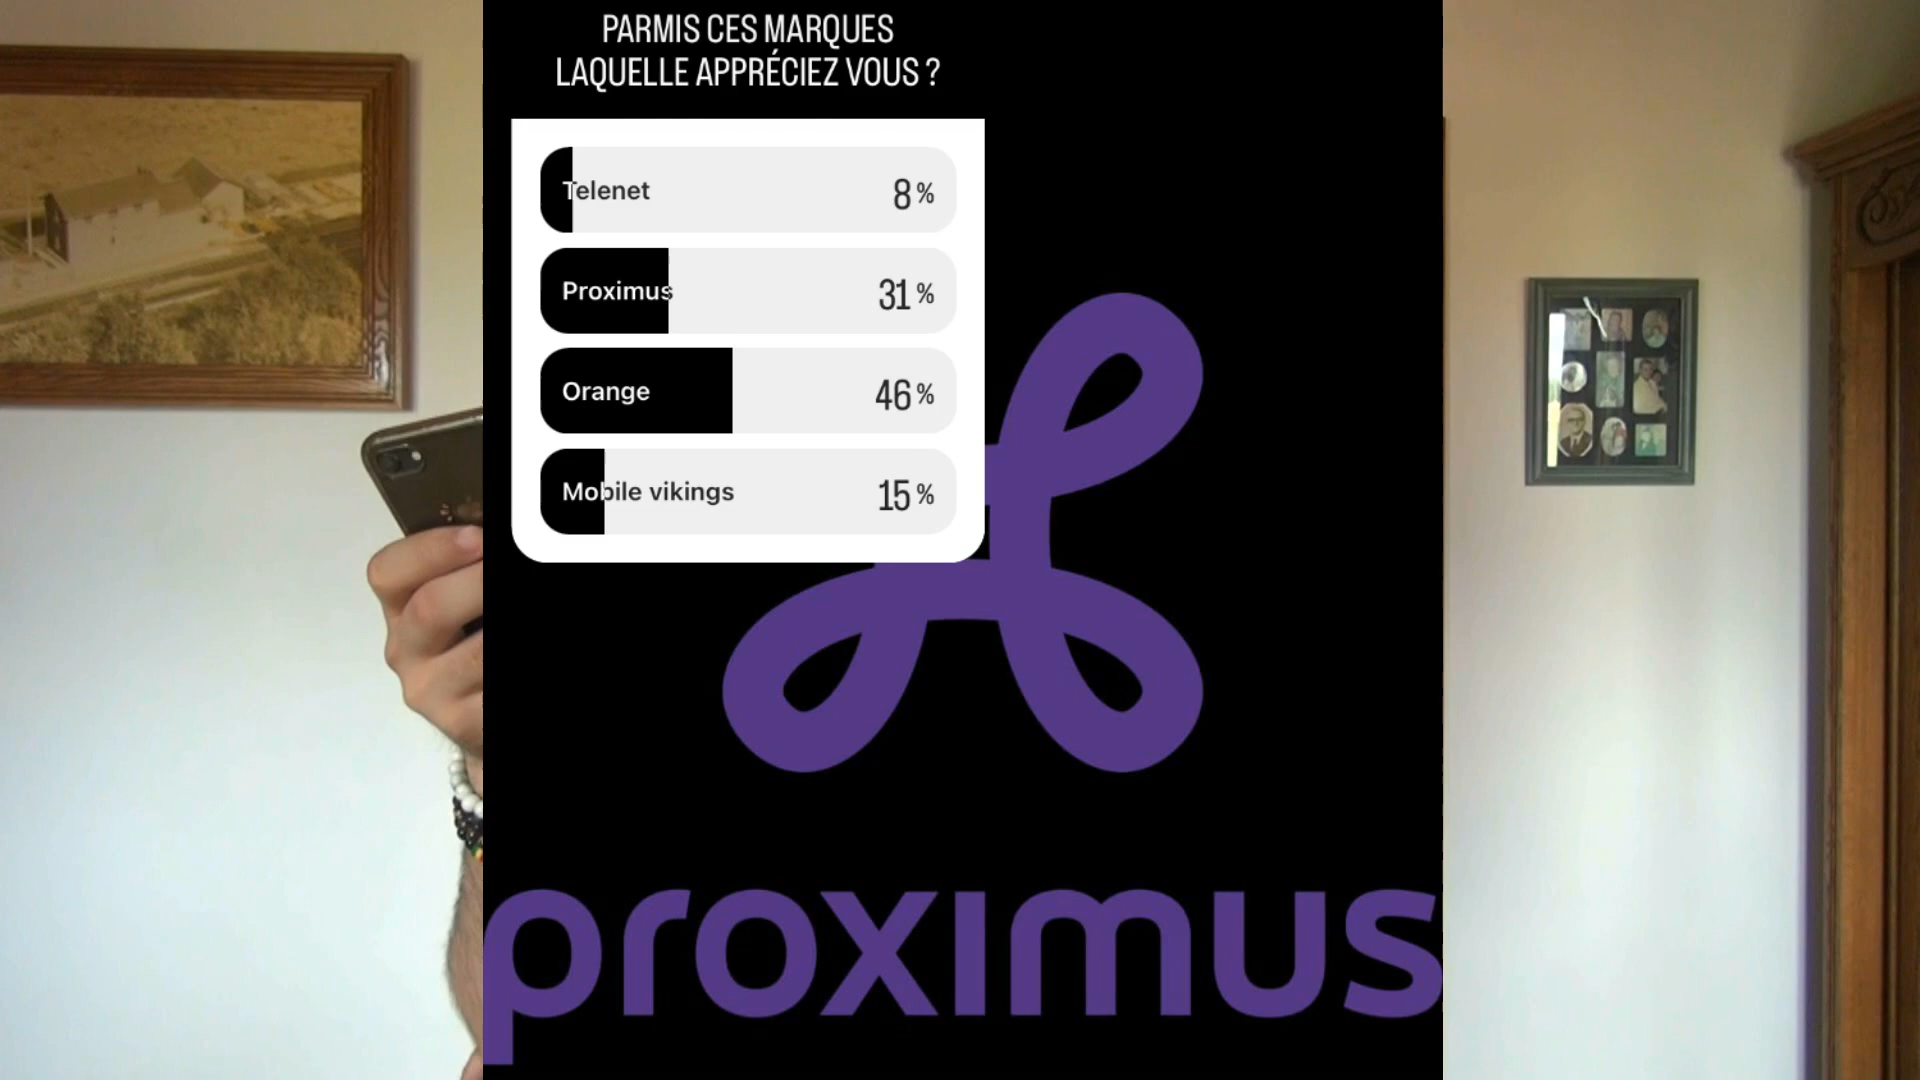 PARMIS CES MARQUES
LAQUELLE APPRÉCIEZ VOUS ?
Telenet 8%
Proximus 31%
Orange 46%
Mobile vikings 15%
proximus